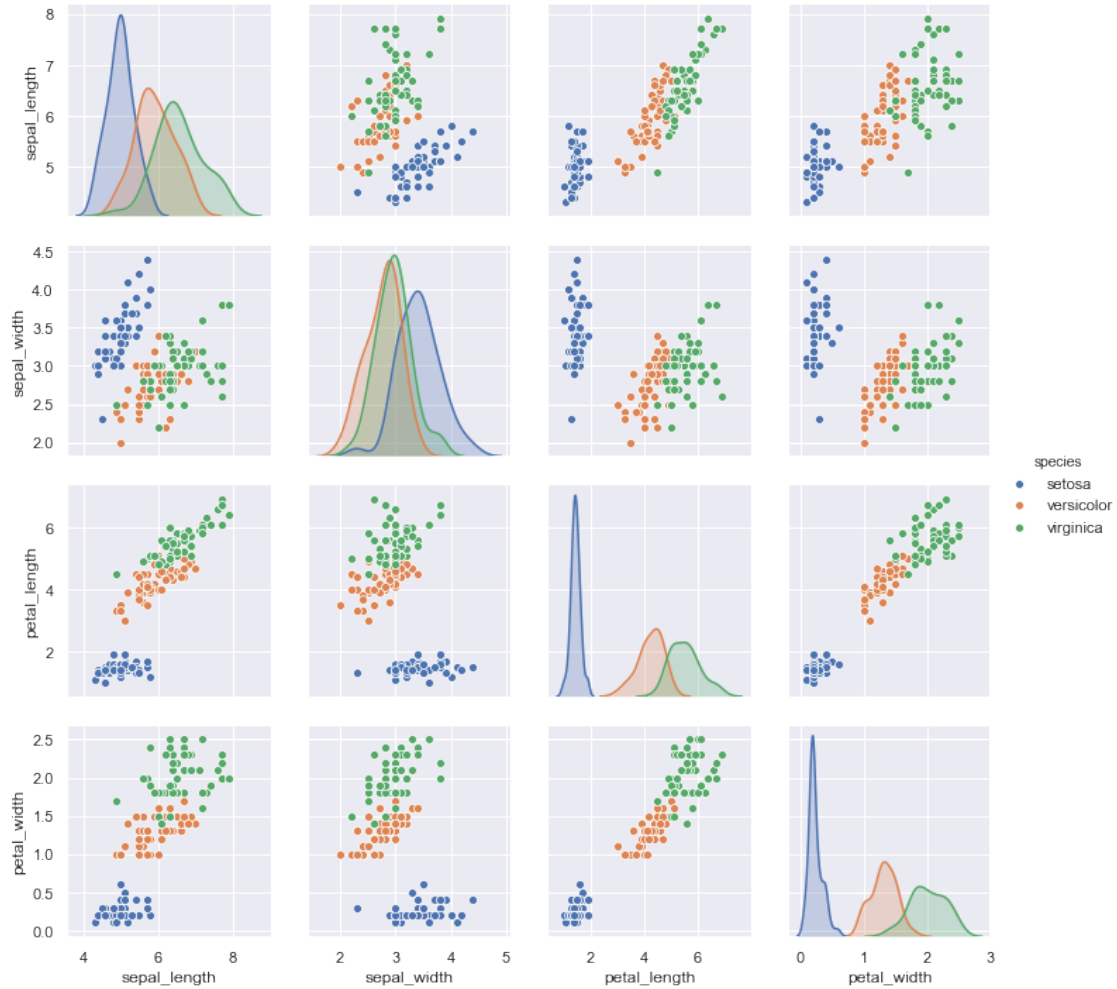 8
7
6
5
sepal_length
4.5
4.0
3.5
3.0
2.5
2.0
sepal_width
species
setosa
versicolor
virginica
6
4
2
petal_length
2.5
2.0
1.5
1.0
0.5
0.0
petal_width
4 6 8
2 3 4 5
2 4 6
0 1 2 3
sepal_length sepal_width petal_length petal_width